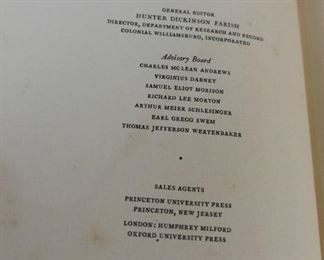 GENERAL EDITOR
HUNTER DICKINSON FARISH
DIRECTOR, DEPARTMENT OF RESEARCH AND RECORD
COLONIAL WILLIAMSBURG, INCORPORATED
Advisory Board
CHARLES MCLEAN ANDREWS
VIRGINIUS DABNEY
SAMUEL ELIOT MORISON
RICHARD LEE MORTON
ARTHUR MEIER SCHLESINGER
EARL GREGG SWEM
THOMAS JEFFERSON WERTENBAKER
SALES AGENTS
PRINCETON UNIVERSITY PRESS
PRINCETON, NEW JERSEY
LONDON: HUMPHREY MILFORD
OXFORD UNIVERSITY PRESS